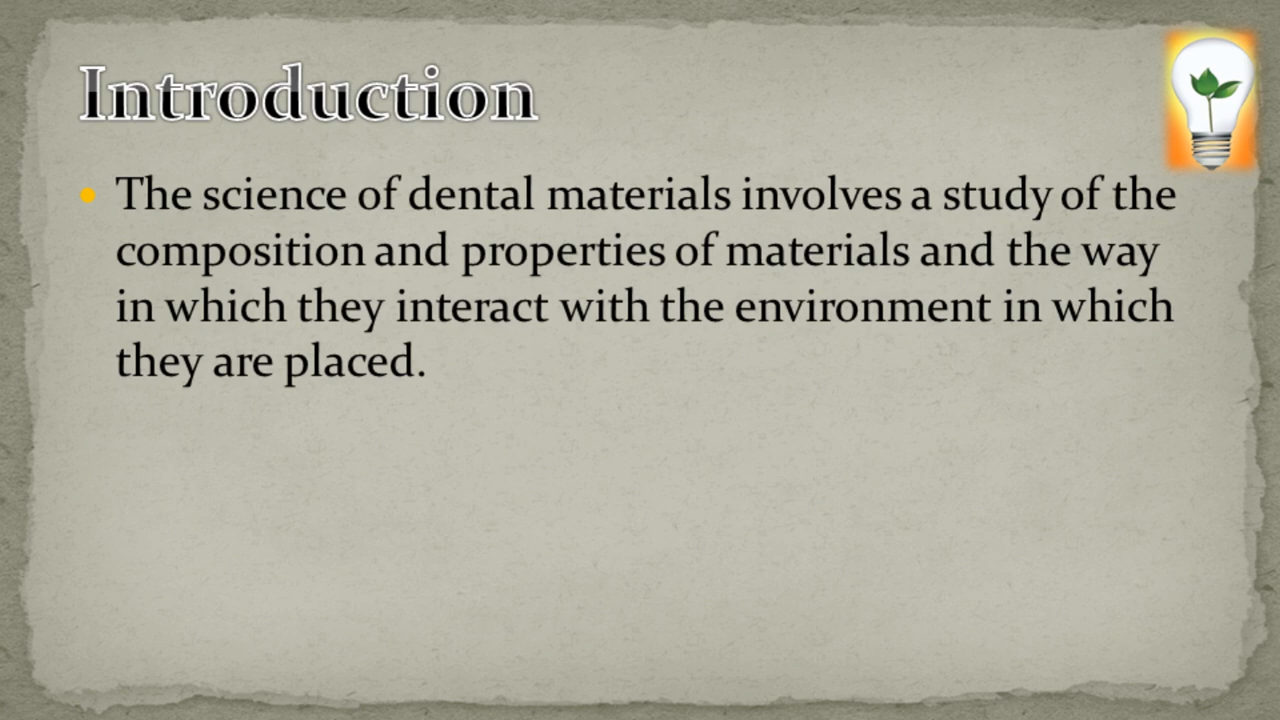 Introduction
• The science of dental materials involves a study of the
composition and properties of materials and the way
in which they interact with the environment in which
they are placed.